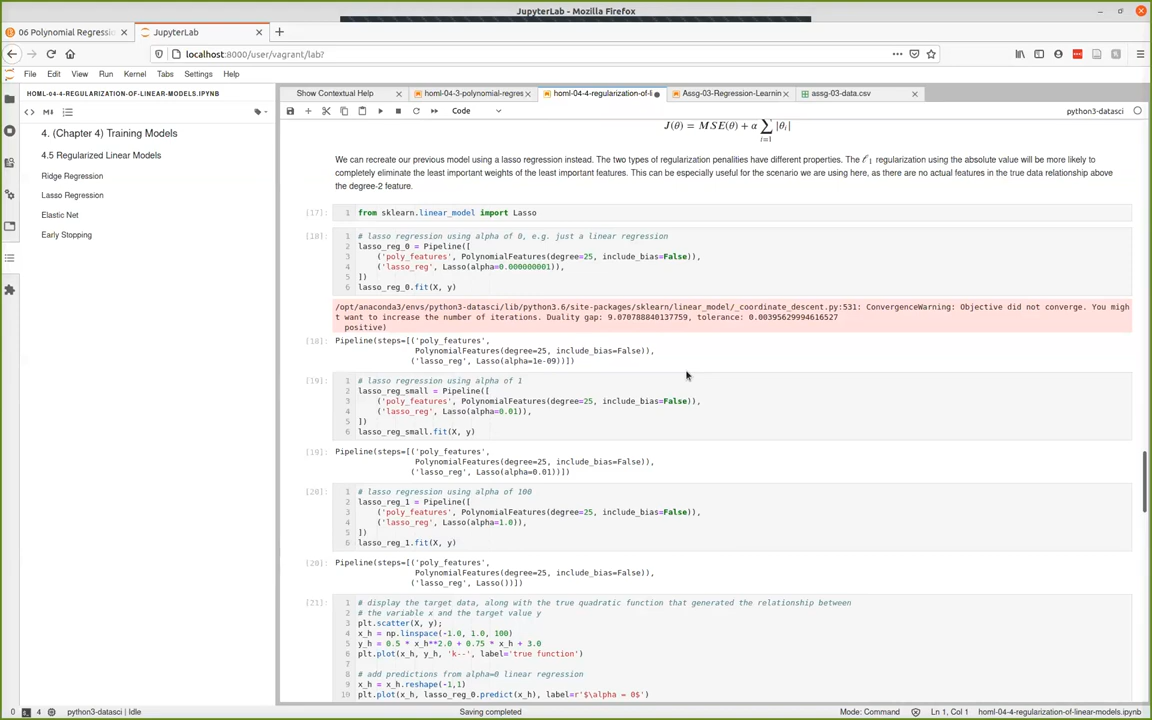 JupyterLab - Mozilla Firefox
06 Polynomial Regressi
JupyterLab
localhost:8000/user/vagrant/lab?
File Edit View Run Kernel Tabs Settings Help
HOML-04-4-REGULARIZATION-OF-LINEAR-MODELS.IPYNB
Show Contextual Help
homl-04-3-polynomial-regres
homl-04-4-regularization-of-l
Assg-03-Regression-Learnin
assg-03-data.csv
M↓
Code
python3-datasci
4. (Chapter 4) Training Models
4.5 Regularized Linear Models
Ridge Regression
Lasso Regression
Elastic Net
Early Stopping
J(θ) = MSE(θ) + α ∑ |θi|
i=1
We can recreate our previous model using a lasso regression instead. The two types of regularization penalities have different properties. The ℓ1 regularization using the absolute value will be more likely to
completely eliminate the least important weights of the least important features. This can be especially useful for the scenario we are using here, as there are no actual features in the true data relationship above
the degree-2 feature.
[17]:
1 from sklearn.linear_model import Lasso
[18]:
1 # lasso regression using alpha of 0, e.g. just a linear regression
2 lasso_reg_0 = Pipeline([
3     ('poly_features', PolynomialFeatures(degree=25, include_bias=False)),
4     ('lasso_reg', Lasso(alpha=0.000000001)),
5 ])
6 lasso_reg_0.fit(X, y)
/opt/anaconda3/envs/python3-datasci/lib/python3.6/site-packages/sklearn/linear_model/_coordinate_descent.py:531: ConvergenceWarning: Objective did not converge. You migh
t want to increase the number of iterations. Duality gap: 9.070788840137759, tolerance: 0.00395629994616527
  positive)
[18]: Pipeline(steps=[('poly_features',
                 PolynomialFeatures(degree=25, include_bias=False)),
                ('lasso_reg', Lasso(alpha=1e-09))])
[19]:
1 # lasso regression using alpha of 1
2 lasso_reg_small = Pipeline([
3     ('poly_features', PolynomialFeatures(degree=25, include_bias=False)),
4     ('lasso_reg', Lasso(alpha=0.01)),
5 ])
6 lasso_reg_small.fit(X, y)
[19]: Pipeline(steps=[('poly_features',
                 PolynomialFeatures(degree=25, include_bias=False)),
                ('lasso_reg', Lasso(alpha=0.01))])
[20]:
1 # lasso regression using alpha of 100
2 lasso_reg_1 = Pipeline([
3     ('poly_features', PolynomialFeatures(degree=25, include_bias=False)),
4     ('lasso_reg', Lasso(alpha=1.0)),
5 ])
6 lasso_reg_1.fit(X, y)
[20]: Pipeline(steps=[('poly_features',
                 PolynomialFeatures(degree=25, include_bias=False)),
                ('lasso_reg', Lasso())])
[21]:
1 # display the target data, along with the true quadratic function that generated the relationship between
2 # the variable x and the target value y
3 plt.scatter(X, y);
4 x_h = np.linspace(-1.0, 1.0, 100)
5 y_h = 0.5 * x_h**2.0 + 0.75 * x_h + 3.0
6 plt.plot(x_h, y_h, 'k--', label='true function')
7
8 # add predictions from alpha=0 linear regression
9 x_h = x_h.reshape(-1,1)
10 plt.plot(x_h, lasso_reg_0.predict(x_h), label=r'$\alpha = 0$')
0 4 python3-datasci | Idle
Saving completed
Mode: Command
Ln 1, Col 1
homl-04-4-regularization-of-linear-models.ipynb